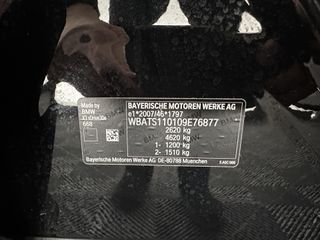 Made by
BMW
X3 xDrive30e
668
BAYERISCHE MOTOREN WERKE AG
e1*2007/46*1797
WBATS110109E76877
2620 kg
4620 kg
1- 1200 kg
2- 1510 kg
Bayerische Motoren Werke AG DE-80788 Muenchen